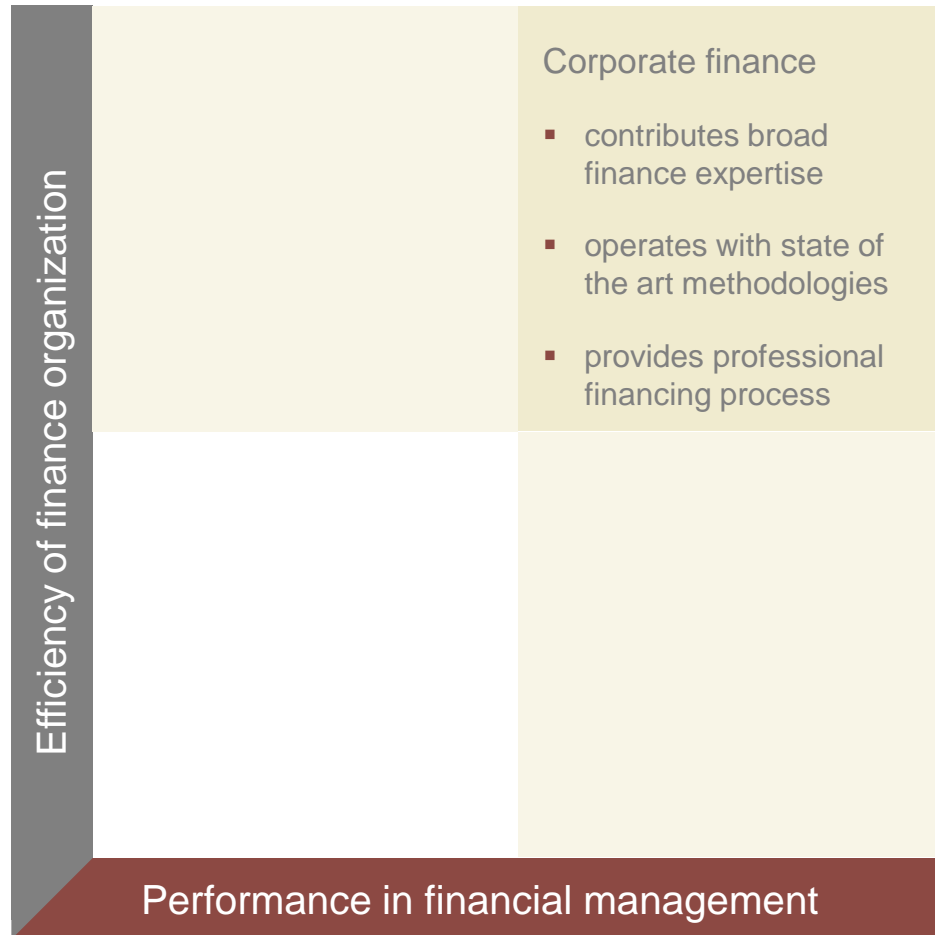 Efficiency of finance organization
Corporate finance
▪ contributes broad
finance expertise
▪ operates with state of
the art methodologies
▪ provides professional
financing process
Performance in financial management